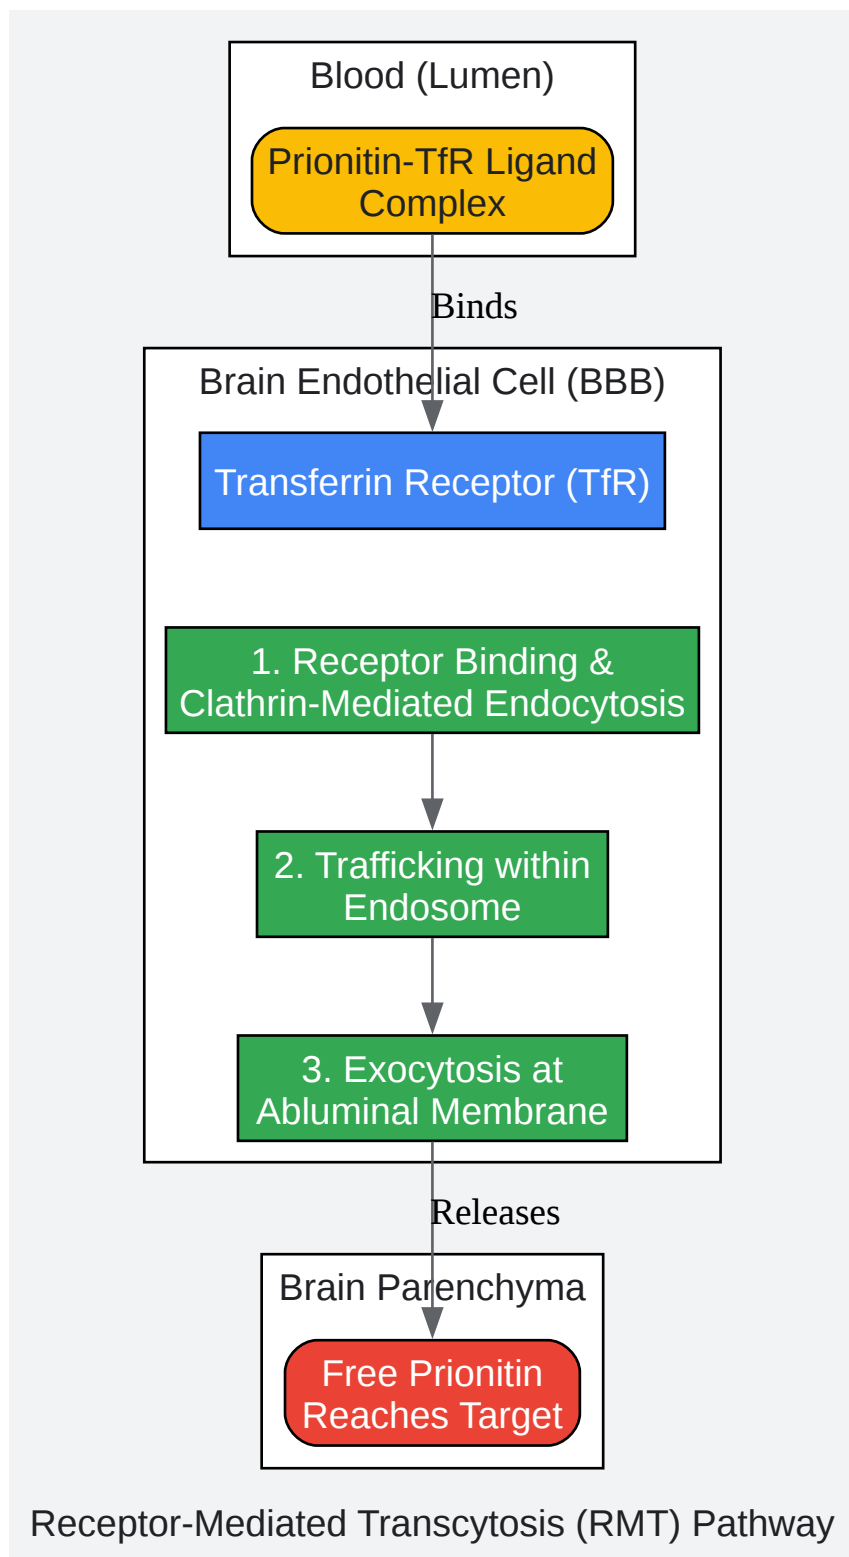 Blood (Lumen)
Prionitin-TfR Ligand
Complex
Binds
Brain Endothelial Cell (BBB)
Transferrin Receptor (TfR)
1. Receptor Binding &
Clathrin-Mediated Endocytosis
2. Trafficking within
Endosome
3. Exocytosis at
Abluminal Membrane
Releases
Brain Parenchyma
Free Prionitin
Reaches Target
Receptor-Mediated Transcytosis (RMT) Pathway